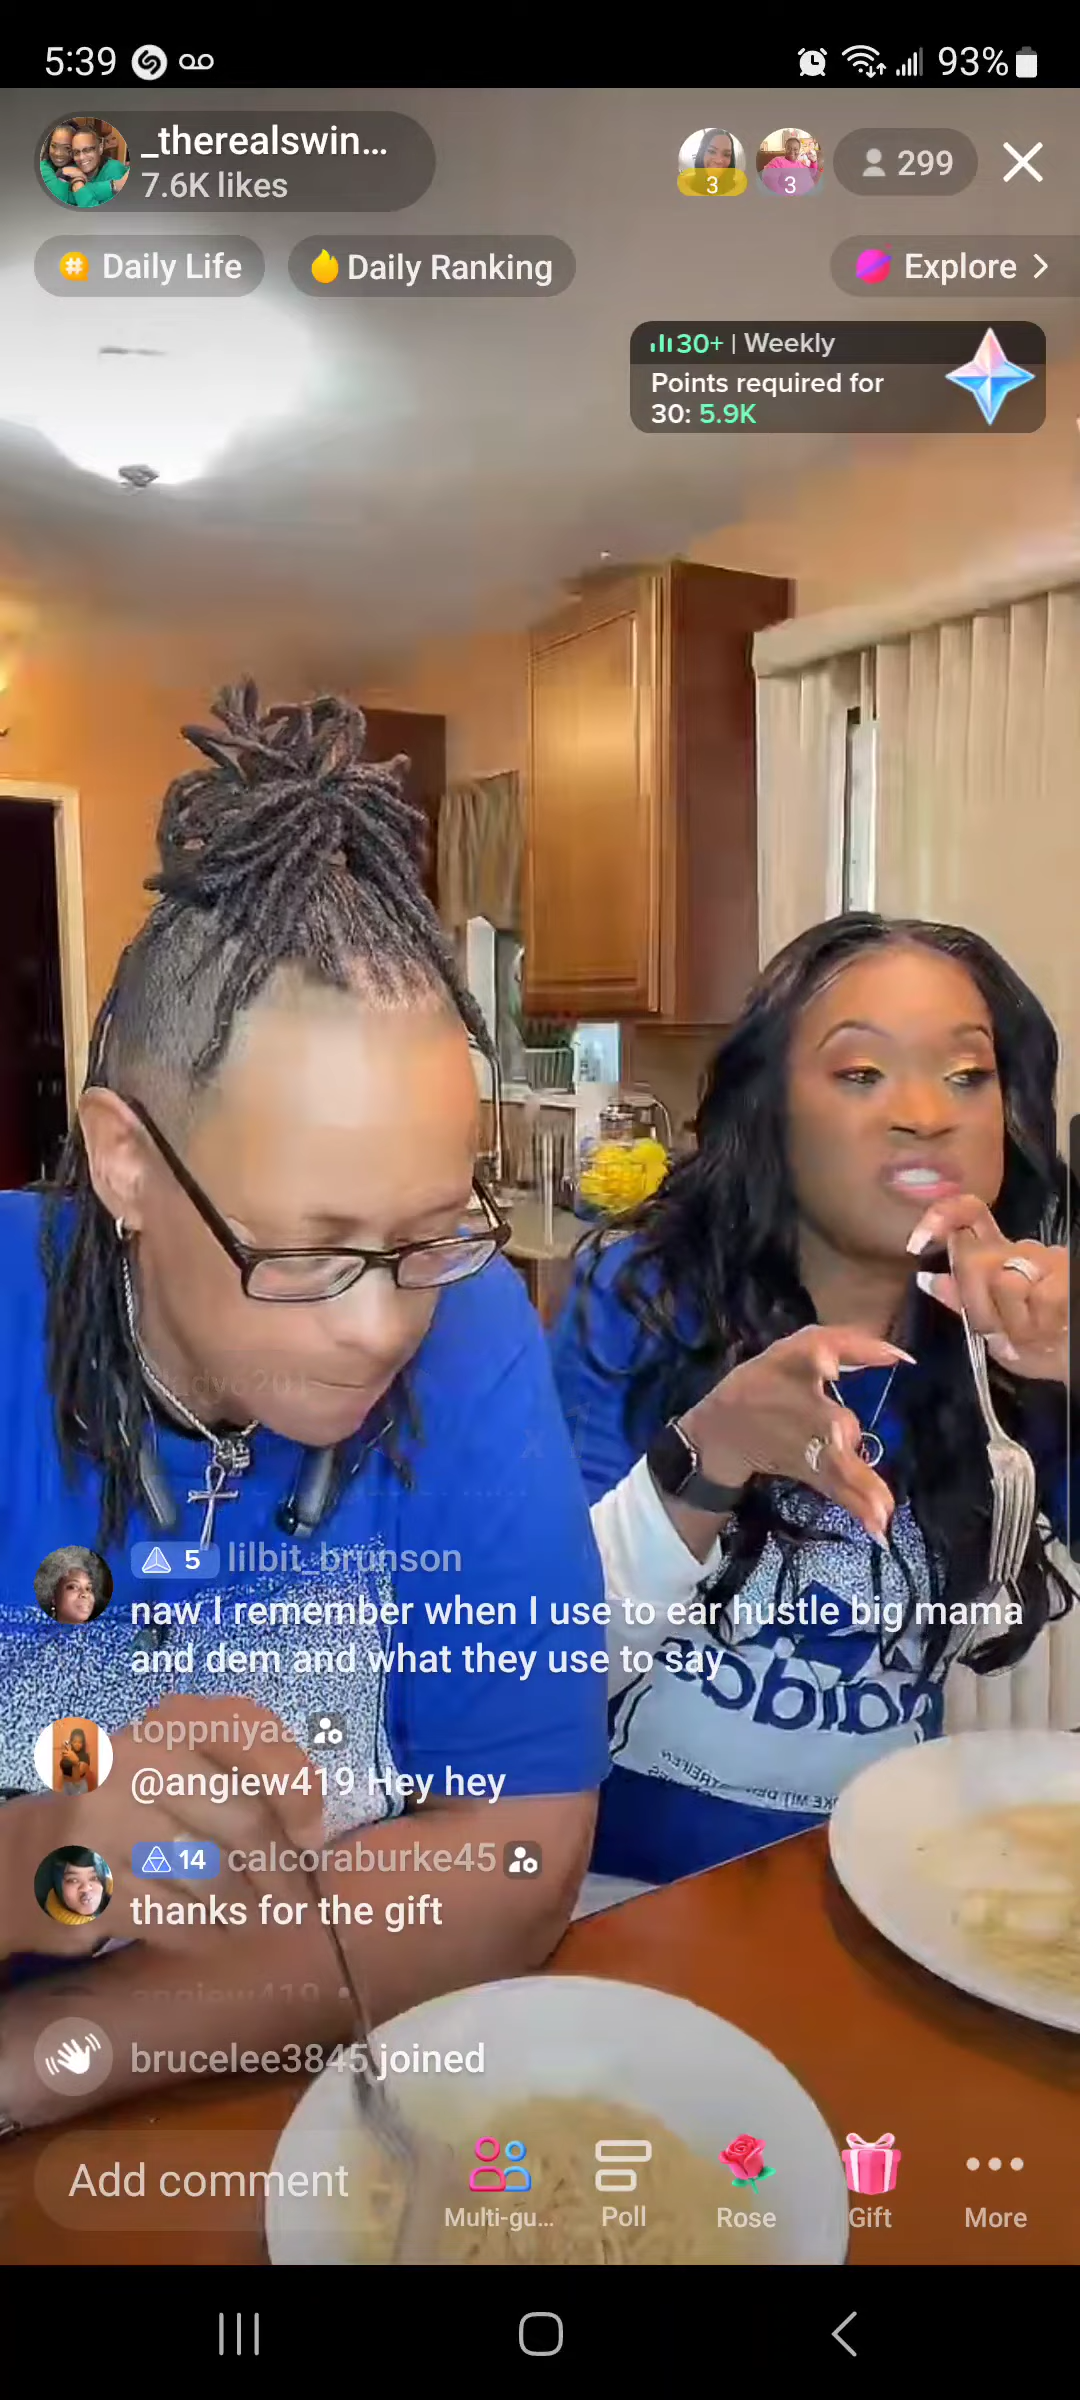 5:39
93%
_therealswin...
7.6K likes
3
3
299
Daily Life
Daily Ranking
Explore >
30+ | Weekly
Points required for
30: 5.9K
5 lilbit_brunson
naw I remember when I use to ear hustle big mama
and dem and what they use to say
toppniyaa
@angiew419 Hey hey
14 calcoraburke45
thanks for the gift
angiew419
brucelee3845 joined
adidas
Add comment
Multi-gu...
Poll
Rose
Gift
More